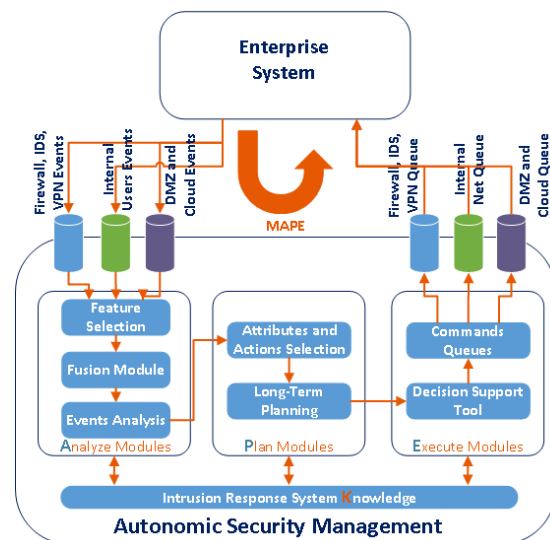 Enterprise
System
Firewall, IDS,
VPN Events
Internal
Users Events
DMZ and
Cloud Events
MAPE
Firewall, IDS,
VPN Queue
Internal
Net Queue
DMZ and
Cloud Queue
Feature
Selection
Fusion Module
Events Analysis
Analyze Modules
Attributes and
Actions Selection
Long-Term
Planning
Plan Modules
Commands
Queues
Decision Support
Tool
Execute Modules
Intrusion Response System Knowledge
Autonomic Security Management